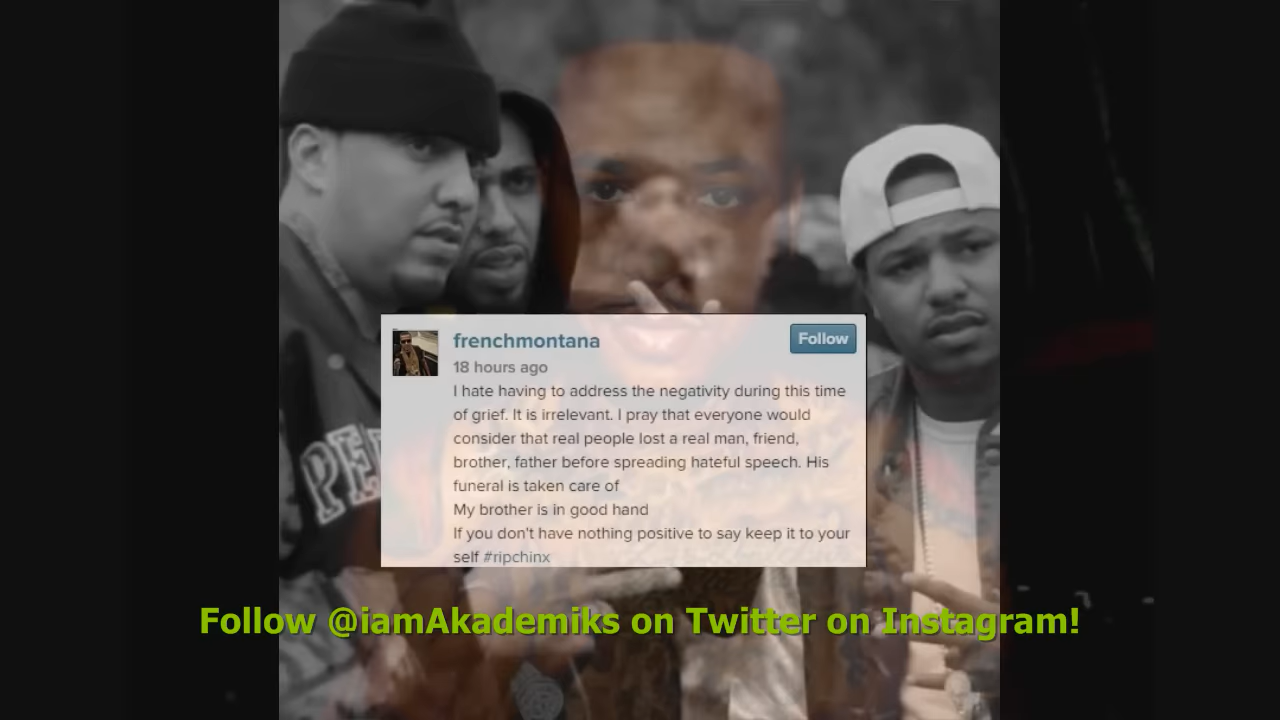 PE
frenchmontana
Follow
18 hours ago
I hate having to address the negativity during this time
of grief. It is irrelevant. I pray that everyone would
consider that real people lost a real man, friend,
brother, father before spreading hateful speech. His
funeral is taken care of
My brother is in good hand
If you don't have nothing positive to say keep it to your
self #ripchinx
Follow @iamAkademiks on Twitter on Instagram!